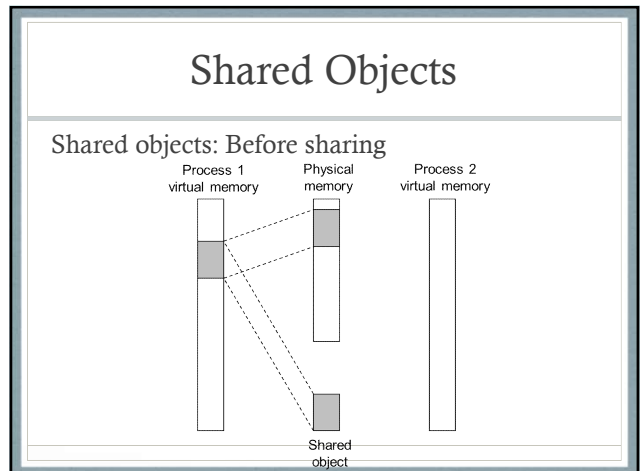 Shared Objects
Shared objects: Before sharing
Process 1
virtual memory
Physical
memory
Process 2
virtual memory
Shared
object